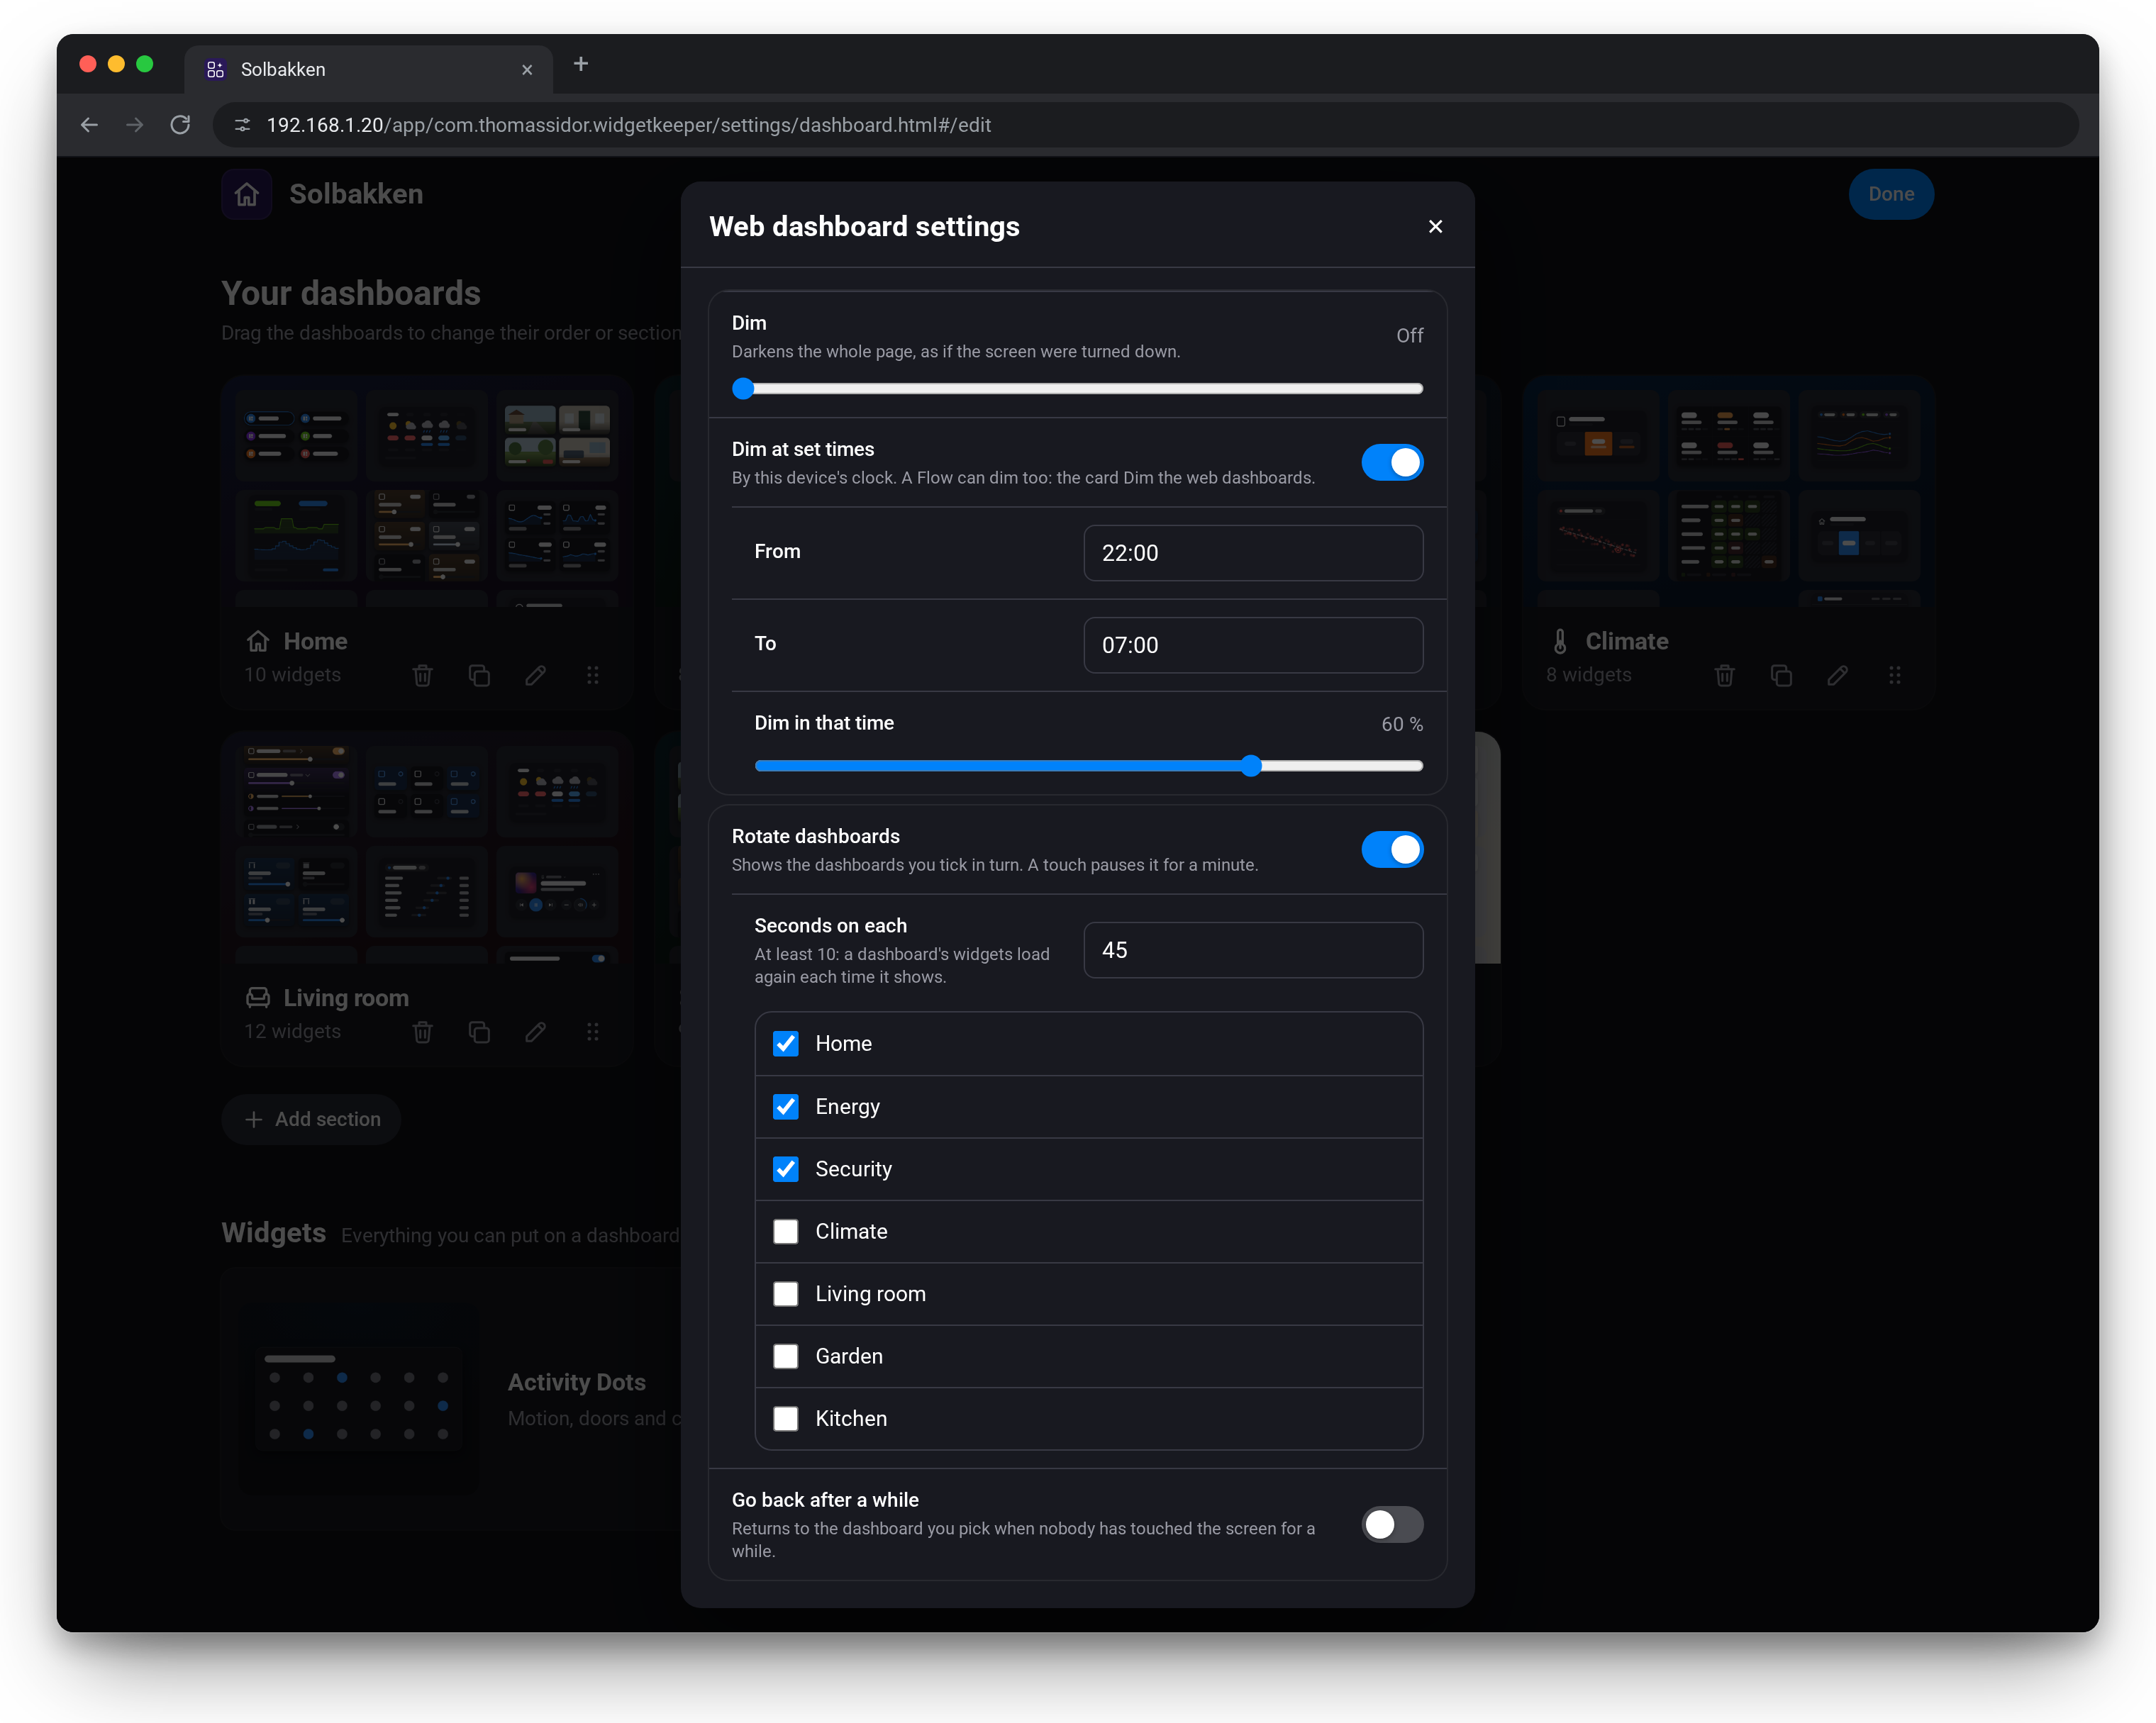 Solbakken
192.168.1.20/app/com.thomassidor.widgetkeeper/settings/dashboard.html#/edit
Solbakken
Done
Your dashboards
Drag the dashboards to change their order or section
Home
10 widgets
Climate
8 widgets
Living room
12 widgets
Add section
Widgets
Everything you can put on a dashboard
Activity Dots
Motion, doors and
Web dashboard settings
Dim
Off
Darkens the whole page, as if the screen were turned down.
Dim at set times
By this device's clock. A Flow can dim too: the card Dim the web dashboards.
From
22:00
To
07:00
Dim in that time
60 %
Rotate dashboards
Shows the dashboards you tick in turn. A touch pauses it for a minute.
Seconds on each
At least 10: a dashboard's widgets load
again each time it shows.
45
Home
Energy
Security
Climate
Living room
Garden
Kitchen
Go back after a while
Returns to the dashboard you pick when nobody has touched the screen for a
while.